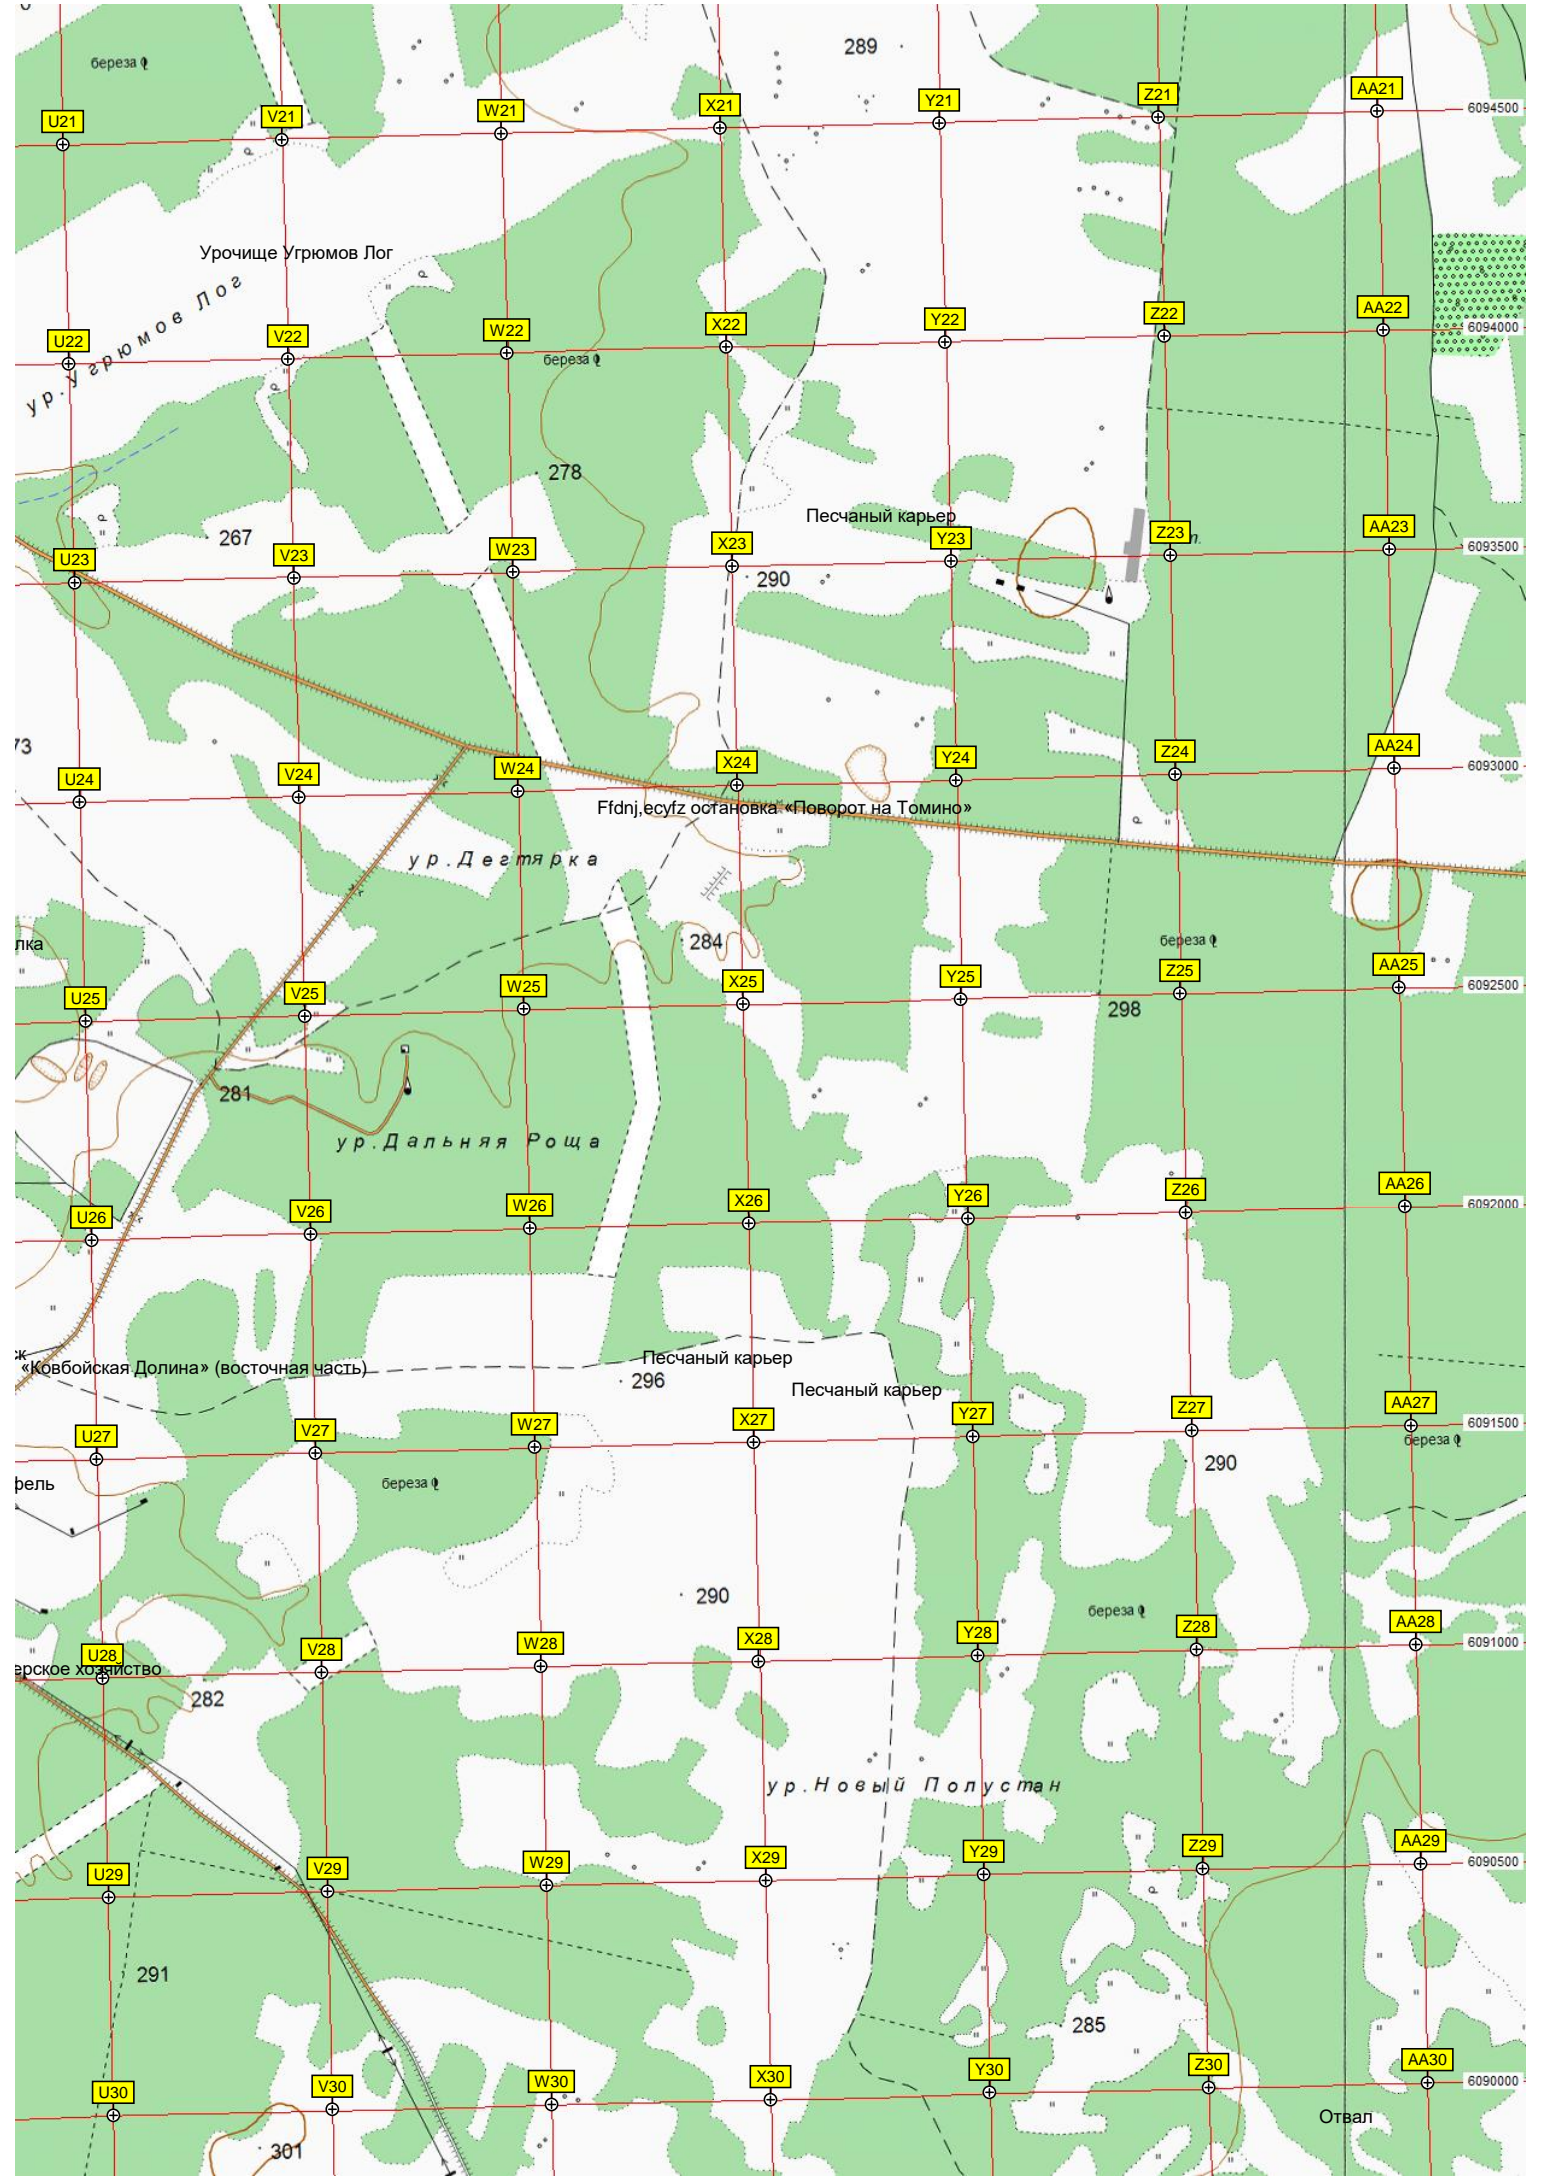 289
береза
U21
V21
W21
X21
Y21
Z21
AA21
6094500
Урочище Угрюмов Лог
ур. Угрюмов Лог
U22
V22
W22
X22
Y22
Z22
AA22
6094000
береза
278
267
Песчаный карьер
U23
V23
W23
X23
Y23
Z23
п.
AA23
6093500
290
73
U24
V24
W24
X24
Y24
Z24
AA24
6093000
Ffdnj,ecyfz остановка «Поворот на Томино»
ур. Дегтярка
лка
284
береза
U25
V25
W25
X25
Y25
Z25
AA25
6092500
298
281
ур. Дальняя Роща
U26
V26
W26
X26
Y26
Z26
AA26
6092000
ж
«Ковбойская Долина» (восточная часть)
Песчаный карьер
296
Песчаный карьер
U27
V27
W27
X27
Y27
Z27
AA27
6091500
береза
290
фель
береза
290
береза
U28
V28
W28
X28
Y28
Z28
AA28
6091000
ерское хозяйство
282
ур. Новый Полустан
U29
V29
W29
X29
Y29
Z29
AA29
6090500
291
285
U30
V30
W30
X30
Y30
Z30
AA30
6090000
Отвал
301